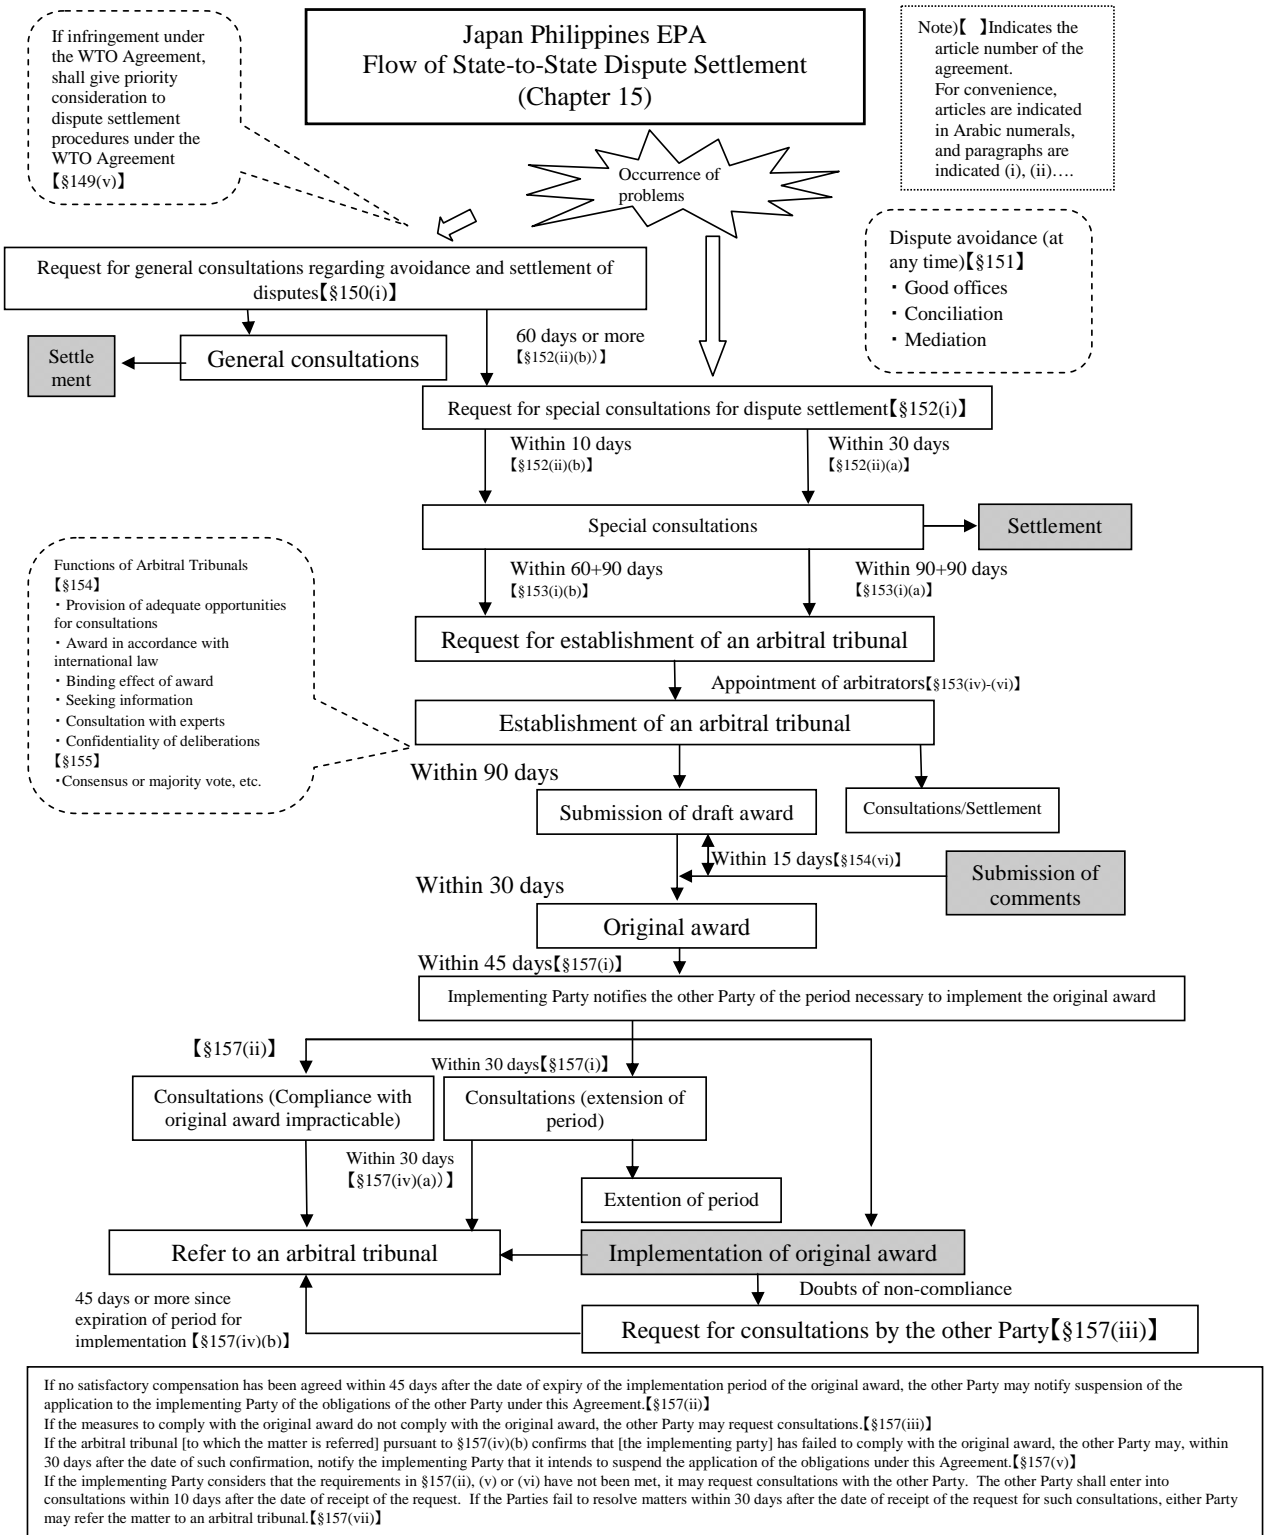 If infringement under
the WTO Agreement,
shall give priority
consideration to
dispute settlement
procedures under the
WTO Agreement
【§149(v)】
Japan Philippines EPA
Flow of State-to-State Dispute Settlement
(Chapter 15)
Note)【 】Indicates the
article number of the
agreement.
For convenience,
articles are indicated
in Arabic numerals,
and paragraphs are
indicated (i), (ii)….
Occurrence of
problems
Dispute avoidance (at
any time)【§151】
・ Good offices
・ Conciliation
・ Mediation
Request for general consultations regarding avoidance and settlement of
disputes【§150(i)】
Settle
ment
General consultations
60 days or more
【§152(ii)(b)）】
Request for special consultations for dispute settlement【§152(i)】
Within 10 days
【§152(ii)(b)】
Within 30 days
【§152(ii)(a)】
Special consultations
Settlement
Within 60+90 days
【§153(i)(b)】
Within 90+90 days
【§153(i)(a)】
Functions of Arbitral Tribunals
【§154】
・ Provision of adequate opportunities
for consultations
・ Award in accordance with
international law
・ Binding effect of award
・ Seeking information
・ Consultation with experts
・ Confidentiality of deliberations
【§155】
・Consensus or majority vote, etc.
Request for establishment of an arbitral tribunal
Appointment of arbitrators【§153(iv)-(vi)】
Establishment of an arbitral tribunal
Within 90 days
Submission of draft award
Consultations/Settlement
Within 15 days【§154(vi)】
Submission of
comments
Within 30 days
Original award
Within 45 days【§157(i)】
Implementing Party notifies the other Party of the period necessary to implement the original award
【§157(ii)】
Within 30 days【§157(i)】
Consultations (Compliance with
original award impracticable)
Consultations (extension of
period)
Within 30 days
【§157(iv)(a)）】
Extention of period
Refer to an arbitral tribunal
Implementation of original award
Doubts of non-compliance
45 days or more since
expiration of period for
implementation【§157(iv)(b)】
Request for consultations by the other Party【§157(iii)】
If no satisfactory compensation has been agreed within 45 days after the date of expiry of the implementation period of the original award, the other Party may notify suspension of the
application to the implementing Party of the obligations of the other Party under this Agreement.【§157(ii)】
If the measures to comply with the original award do not comply with the original award, the other Party may request consultations.【§157(iii)】
If the arbitral tribunal [to which the matter is referred] pursuant to §157(iv)(b) confirms that [the implementing party] has failed to comply with the original award, the other Party may, within
30 days after the date of such confirmation, notify the implementing Party that it intends to suspend the application of the obligations under this Agreement.【§157(v)】
If the implementing Party considers that the requirements in §157(ii), (v) or (vi) have not been met, it may request consultations with the other Party. The other Party shall enter into
consultations within 10 days after the date of receipt of the request. If the Parties fail to resolve matters within 30 days after the date of receipt of the request for such consultations, either Party
may refer the matter to an arbitral tribunal.【§157(vii)】